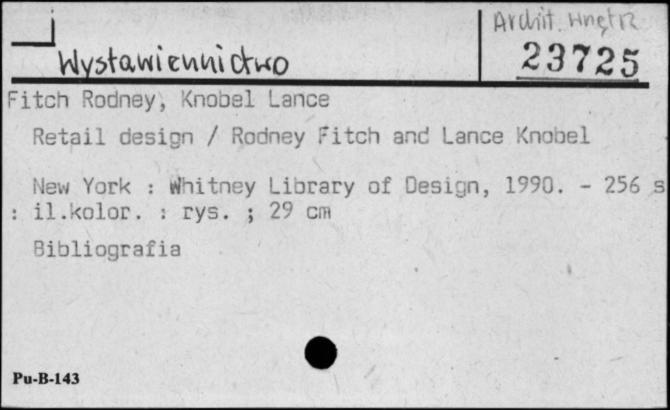 Archit. wnętrz
Wystawiennictwo
23725
Fitch Rodney, Knobel Lance
Retail design / Rodney Fitch and Lance Knobel
New York : Whitney Library of Design, 1990. - 256 s
: il.kolor. : rys. ; 29 cm
Bibliografia
Pu-B-143